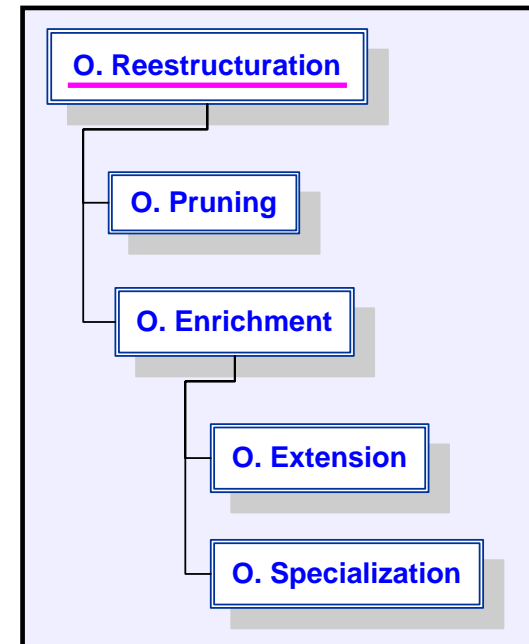 O. Reestructuration
O. Pruning
O. Enrichment
O. Extension
O. Specialization